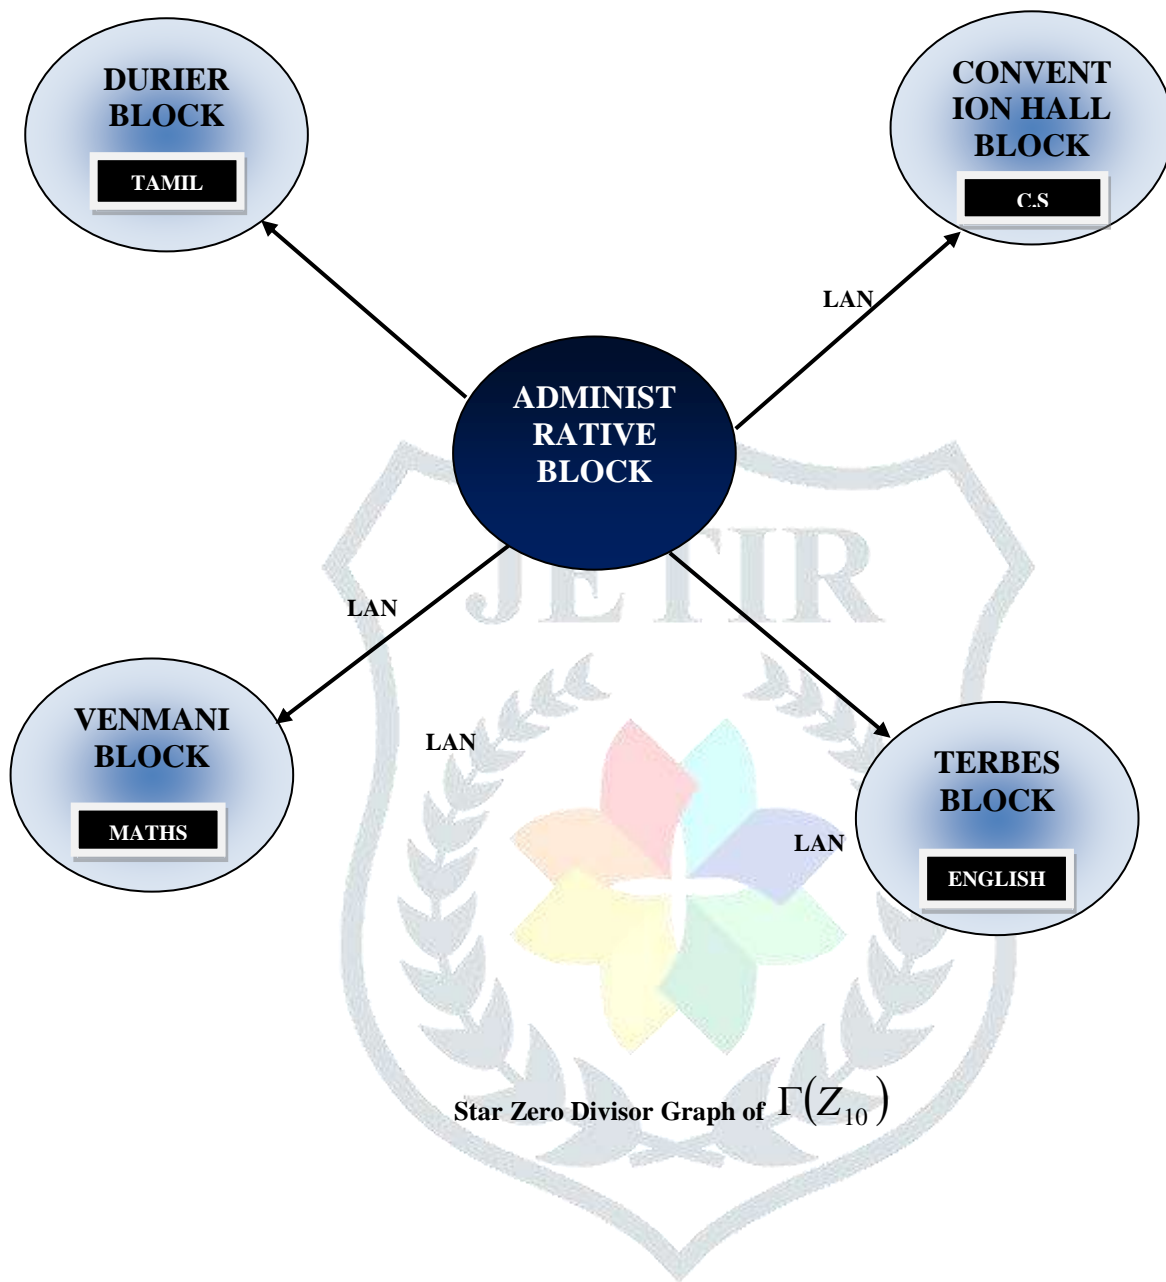 DURIER
BLOCK
TAMIL
CONVENT
ION HALL
BLOCK
C.S
LAN
ADMINIST
RATIVE
BLOCK
JETIR
LAN
VENMANI
BLOCK
MATHS
LAN
TERBES
BLOCK
LAN
ENGLISH
Star Zero Divisor Graph of Γ(Z₁₀)